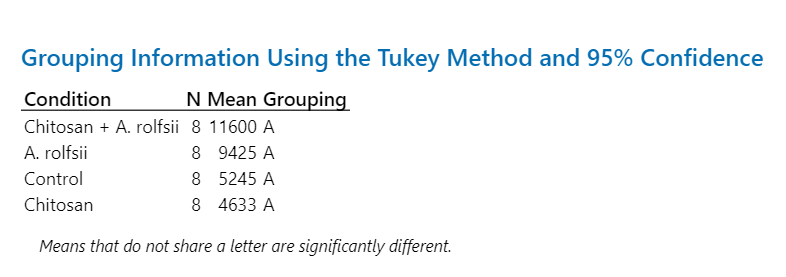 Grouping Information Using the Tukey Method and 95% Confidence
Condition N Mean Grouping
Chitosan + A. rolfsii 8 11600 A
A. rolfsii 8 9425 A
Control 8 5245 A
Chitosan 8 4633 A
Means that do not share a letter are significantly different.